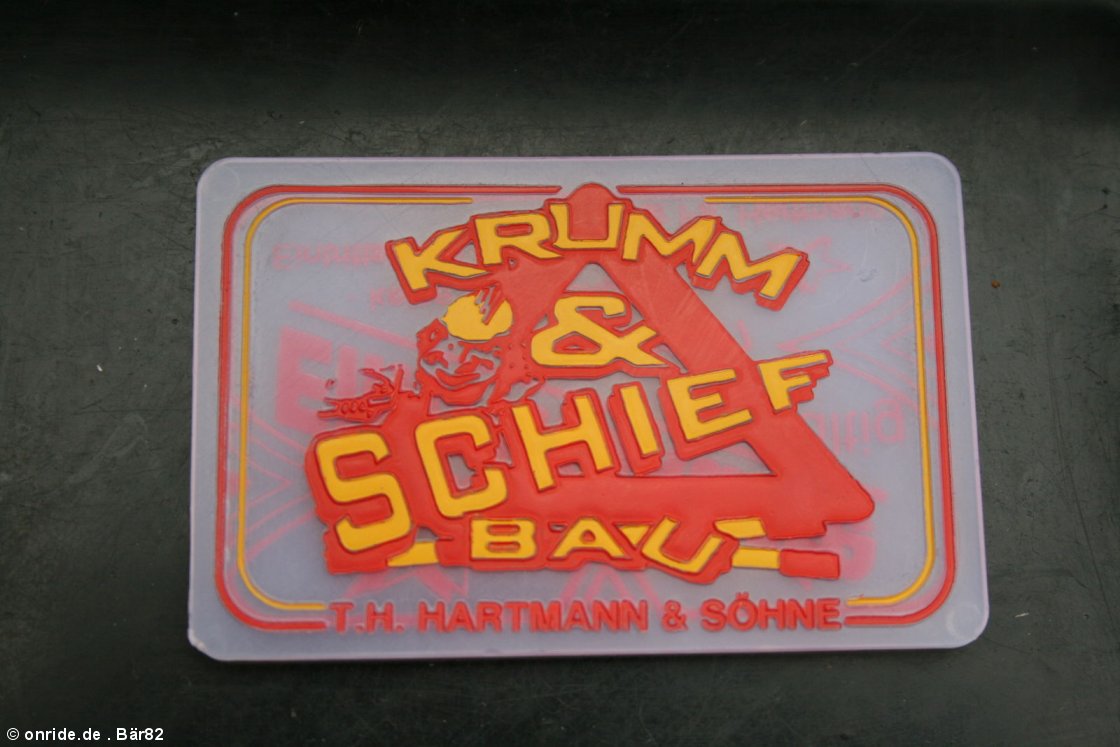 KRUMM
&
SCHIEF
BAU
T.H. HARTMANN & SÖHNE
© onride.de . Bär82